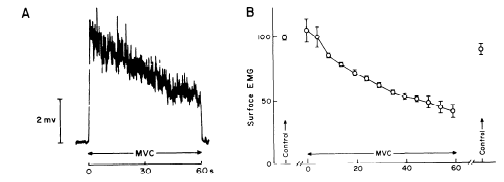 A
2 mv
MVC
0 30 60 s
B
Surface EMG
100
50
0
Control
MVC
Control
0 20 40 60